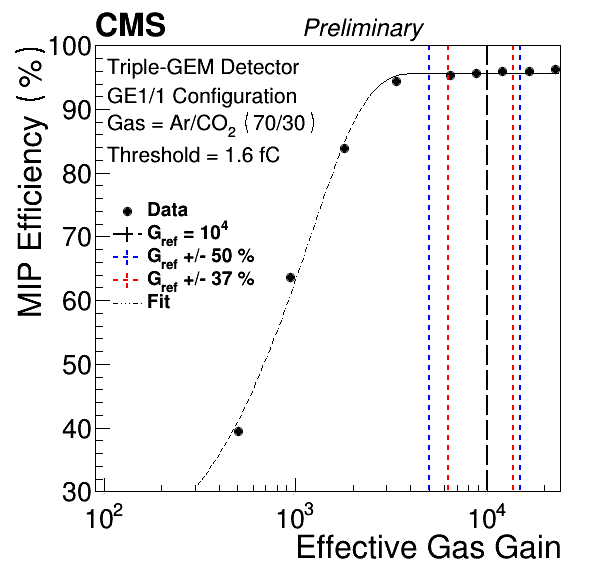 CMS Preliminary
Triple-GEM Detector
GE1/1 Configuration
Gas = Ar/CO2 (70/30)
Threshold = 1.6 fC
Data
Gref = 10^4
Gref +/- 50 %
Gref +/- 37 %
Fit
MIP Efficiency (%)
100
90
80
70
60
50
40
30
10^2 10^3 10^4
Effective Gas Gain